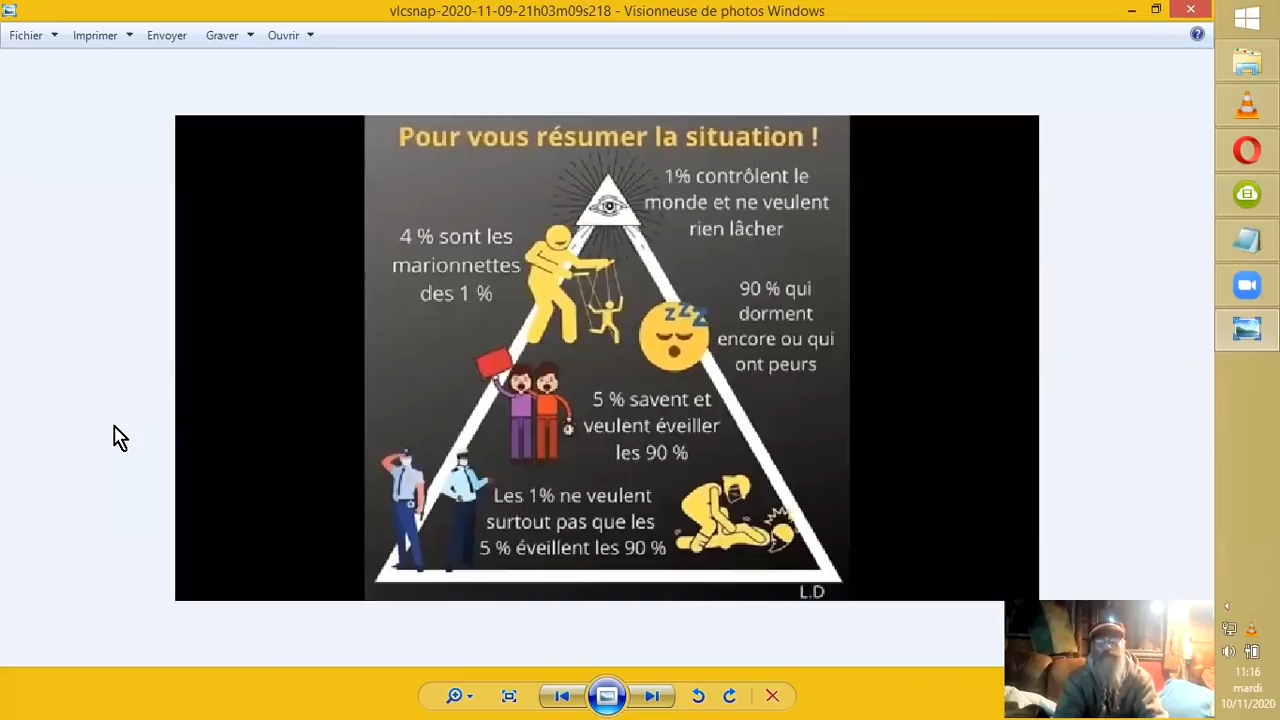 vlcsnap-2020-11-09-21h03m09s218 - Visionneuse de photos Windows
Fichier Imprimer Envoyer Graver Ouvrir
Pour vous résumer la situation !
1% contrôlent le
monde et ne veulent
rien lâcher
4 % sont les
marionnettes
des 1 %
90 % qui
dorment
encore ou qui
ont peurs
zzz
5 % savent et
veulent éveiller
les 90 %
Les 1% ne veulent
surtout pas que les
5 % éveillent les 90 %
L.D
11:16
mardi
10/11/2020